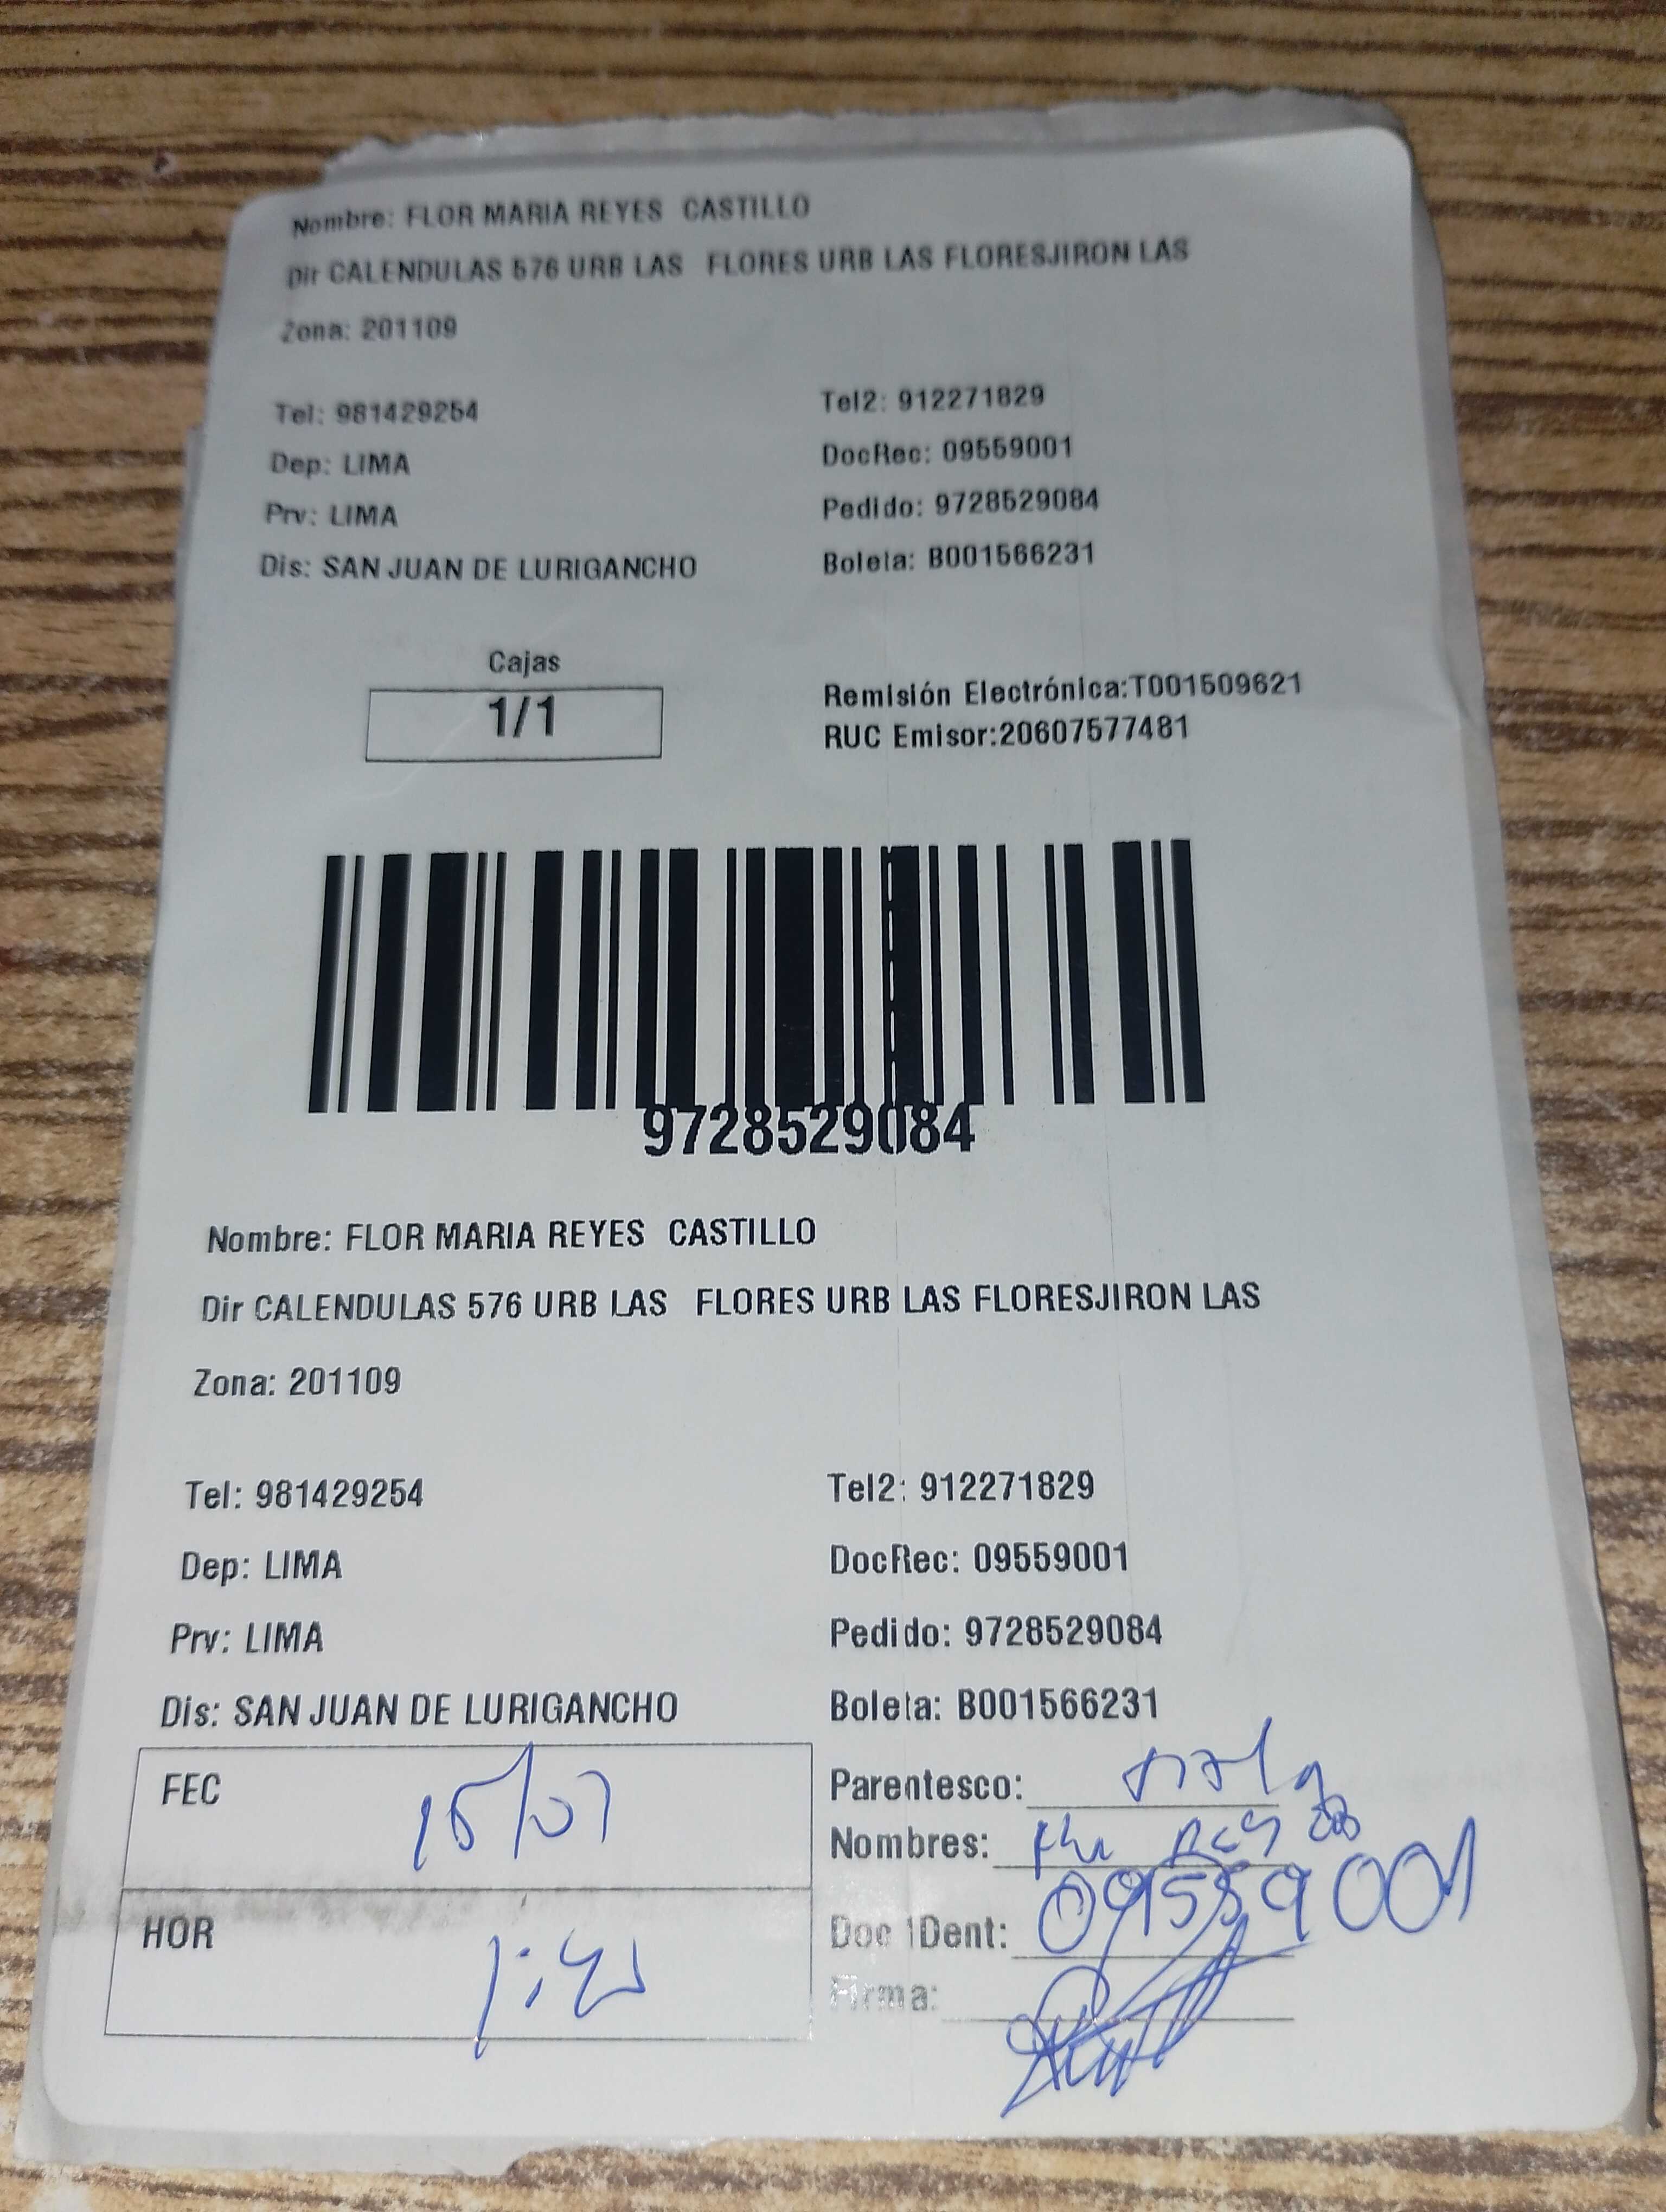 Nombre: FLOR MARIA REYES CASTILLO
Dir CALENDULAS 576 URB LAS FLORES URB LAS FLORESJIRON LAS
Zona: 201109
Tel: 981429254 Tel2: 912271829
Dep: LIMA DocRec: 09559001
Prv: LIMA Pedido: 9728529084
Dis: SAN JUAN DE LURIGANCHO Boleta: B001566231
Cajas
1/1
Remisión Electrónica:T001509621
RUC Emisor:20607577481
9728529084
Nombre: FLOR MARIA REYES CASTILLO
Dir CALENDULAS 576 URB LAS FLORES URB LAS FLORESJIRON LAS
Zona: 201109
Tel: 981429254 Tel2: 912271829
Dep: LIMA DocRec: 09559001
Prv: LIMA Pedido: 9728529084
Dis: SAN JUAN DE LURIGANCHO Boleta: B001566231
FEC 15/07
Parentesco:
Nombres:
HOR
Doc IDent: 09559001
Firma: